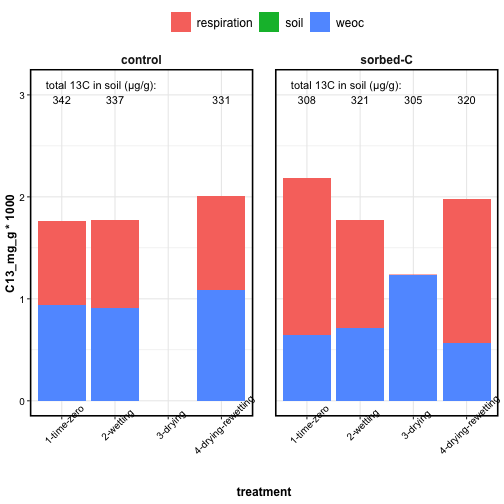 respiration soil weoc
control sorbed-C
total 13C in soil (µg/g): total 13C in soil (µg/g):
342 337 331 308 321 305 320
3
2
1
0
C13_mg_g * 1000
1-time-zero 2-wetting 3-drying 4-drying-rewetting 1-time-zero 2-wetting 3-drying 4-drying-rewetting
treatment